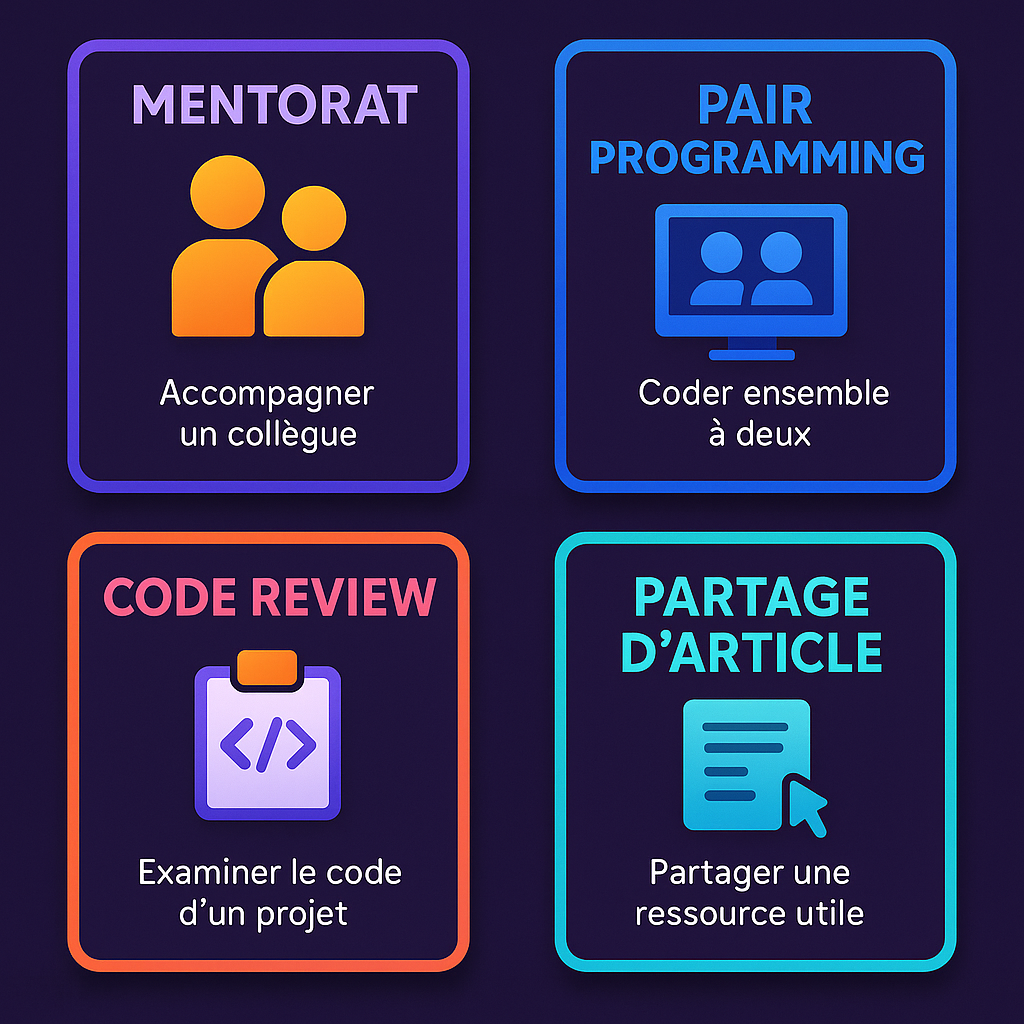 MENTORAT
Accompagner
un collègue
PAIR
PROGRAMMING
Coder ensemble
à deux
CODE REVIEW
</>
Examiner le code
d’un projet
PARTAGE
D’ARTICLE
Partager une
ressource utile